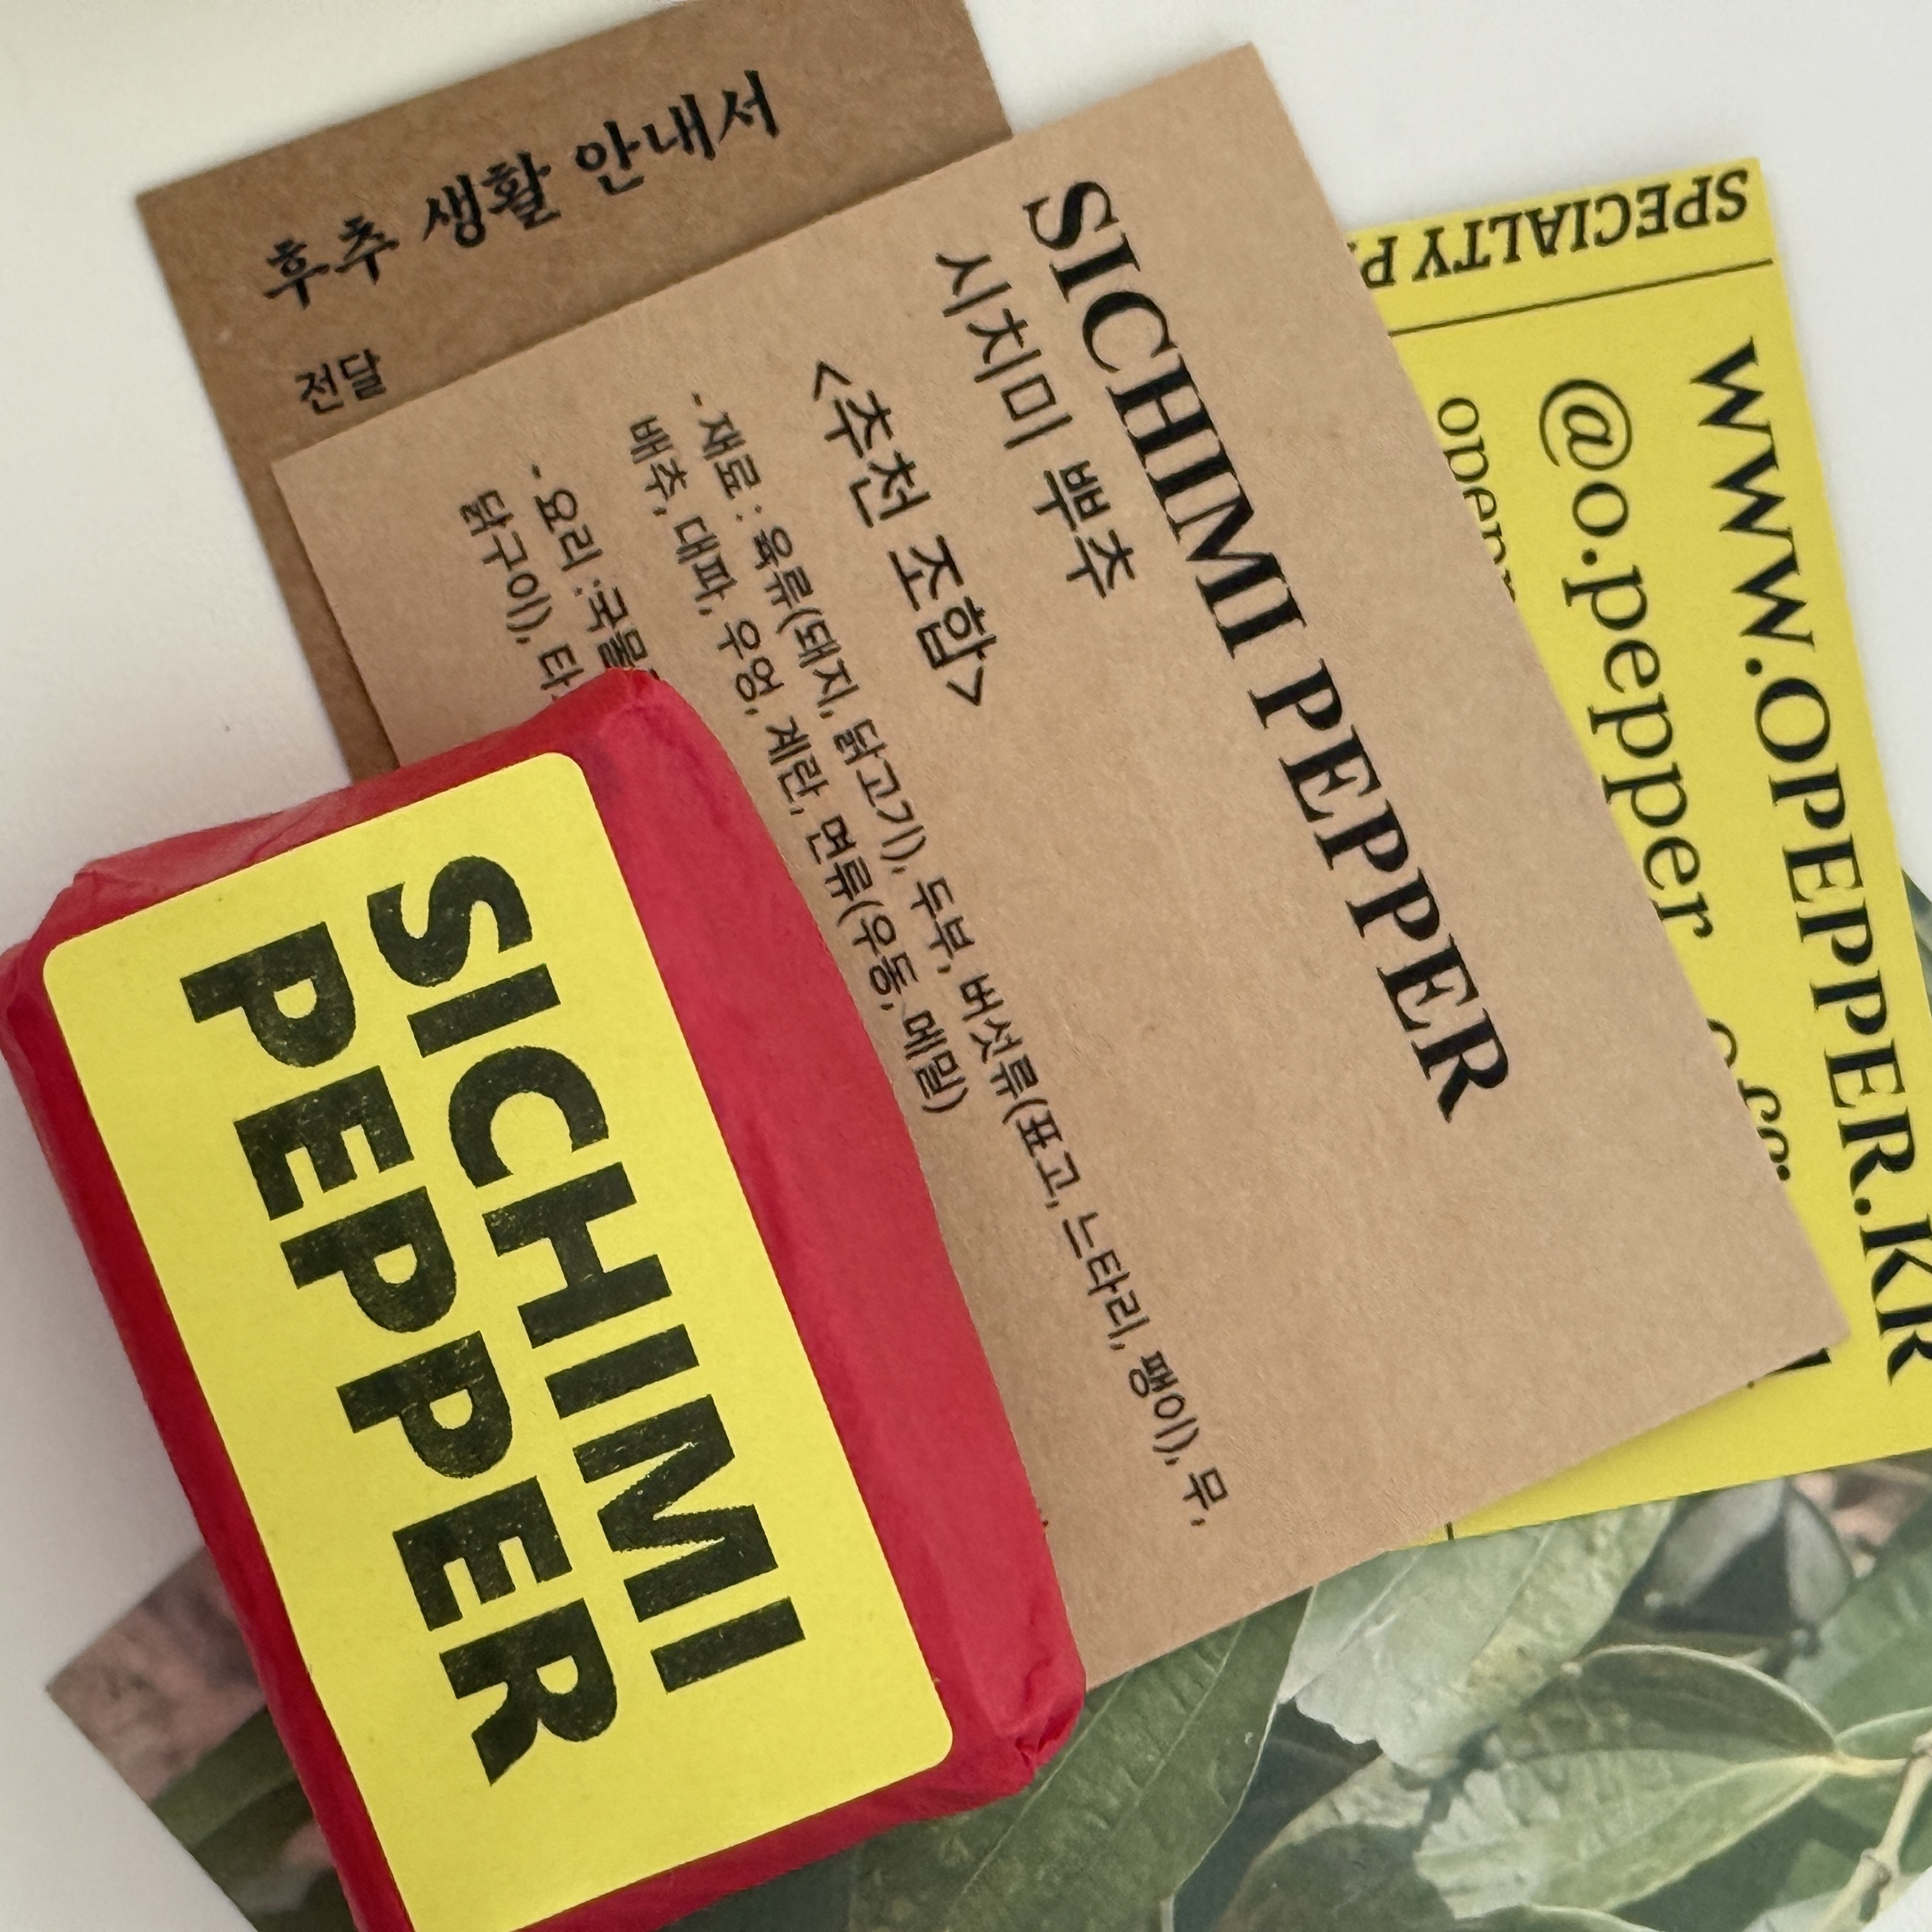 후추 생활 안내서
전달
SICHIMI PEPPER
시치미 뿌추
<추천 조합>
- 재료 : 육류(돼지, 닭고기), 두부, 버섯류(표고, 느타리, 팽이), 무,
배추, 대파, 우엉, 계란, 면류(우동, 메밀)
- 요리 :국물
닭구이), 타
SPECIALTY P
WWW.OPEPPER.KR
@o.pepper
SICHIMI
PEPPER